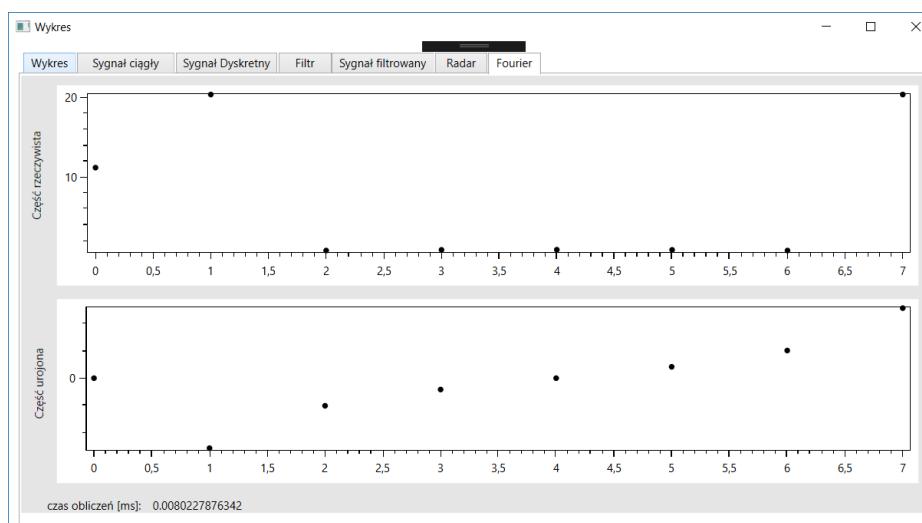 Wykres
Wykres Sygnał ciągły Sygnał Dyskretny Filtr Sygnał filtrowany Radar Fourier
Część rzeczywista
20
10
0 0,5 1 1,5 2 2,5 3 3,5 4 4,5 5 5,5 6 6,5 7
Część urojona
0
0 0,5 1 1,5 2 2,5 3 3,5 4 4,5 5 5,5 6 6,5 7
czas obliczeń [ms]: 0.0080227876342